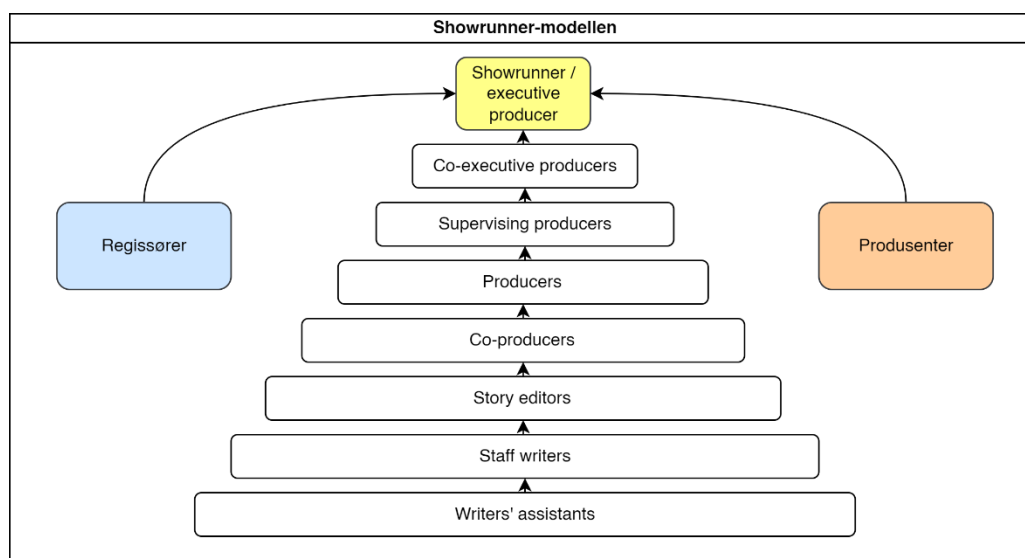 Showrunner-modellen
Showrunner /
executive
producer
Co-executive producers
Regissører
Supervising producers
Produsenter
Producers
Co-producers
Story editors
Staff writers
Writers' assistants